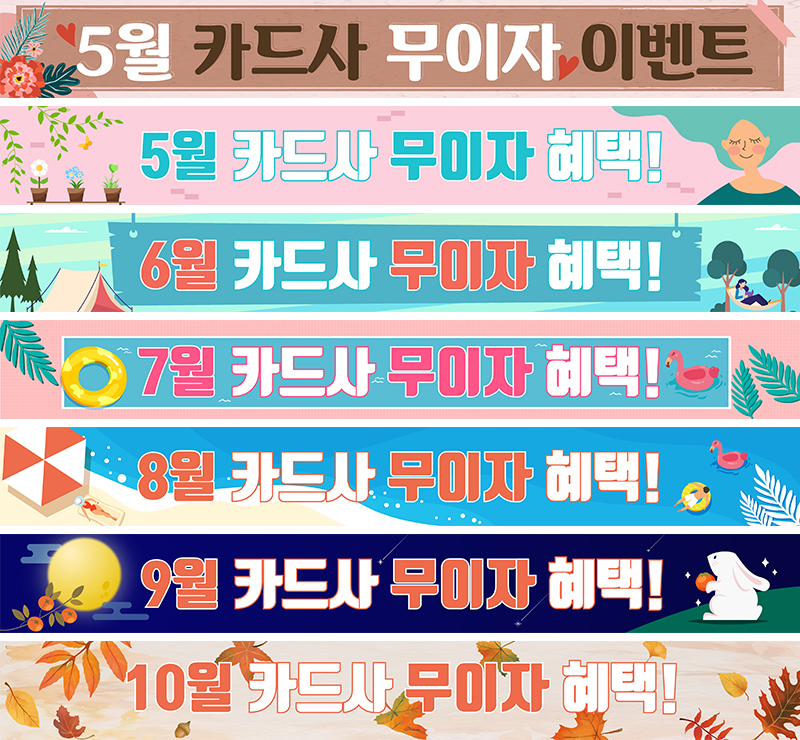 5월 카드사 무이자 이벤트
5월 카드사 무이자 혜택!
6월 카드사 무이자 혜택!
7월 카드사 무이자 혜택!
8월 카드사 무이자 혜택!
9월 카드사 무이자 혜택!
10월 카드사 무이자 혜택!